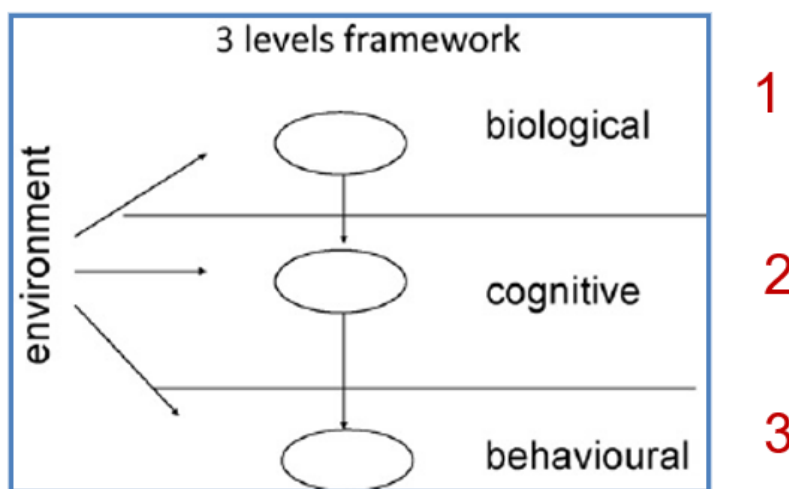 3 levels framework
1
biological
environment
2
cognitive
3
behavioural